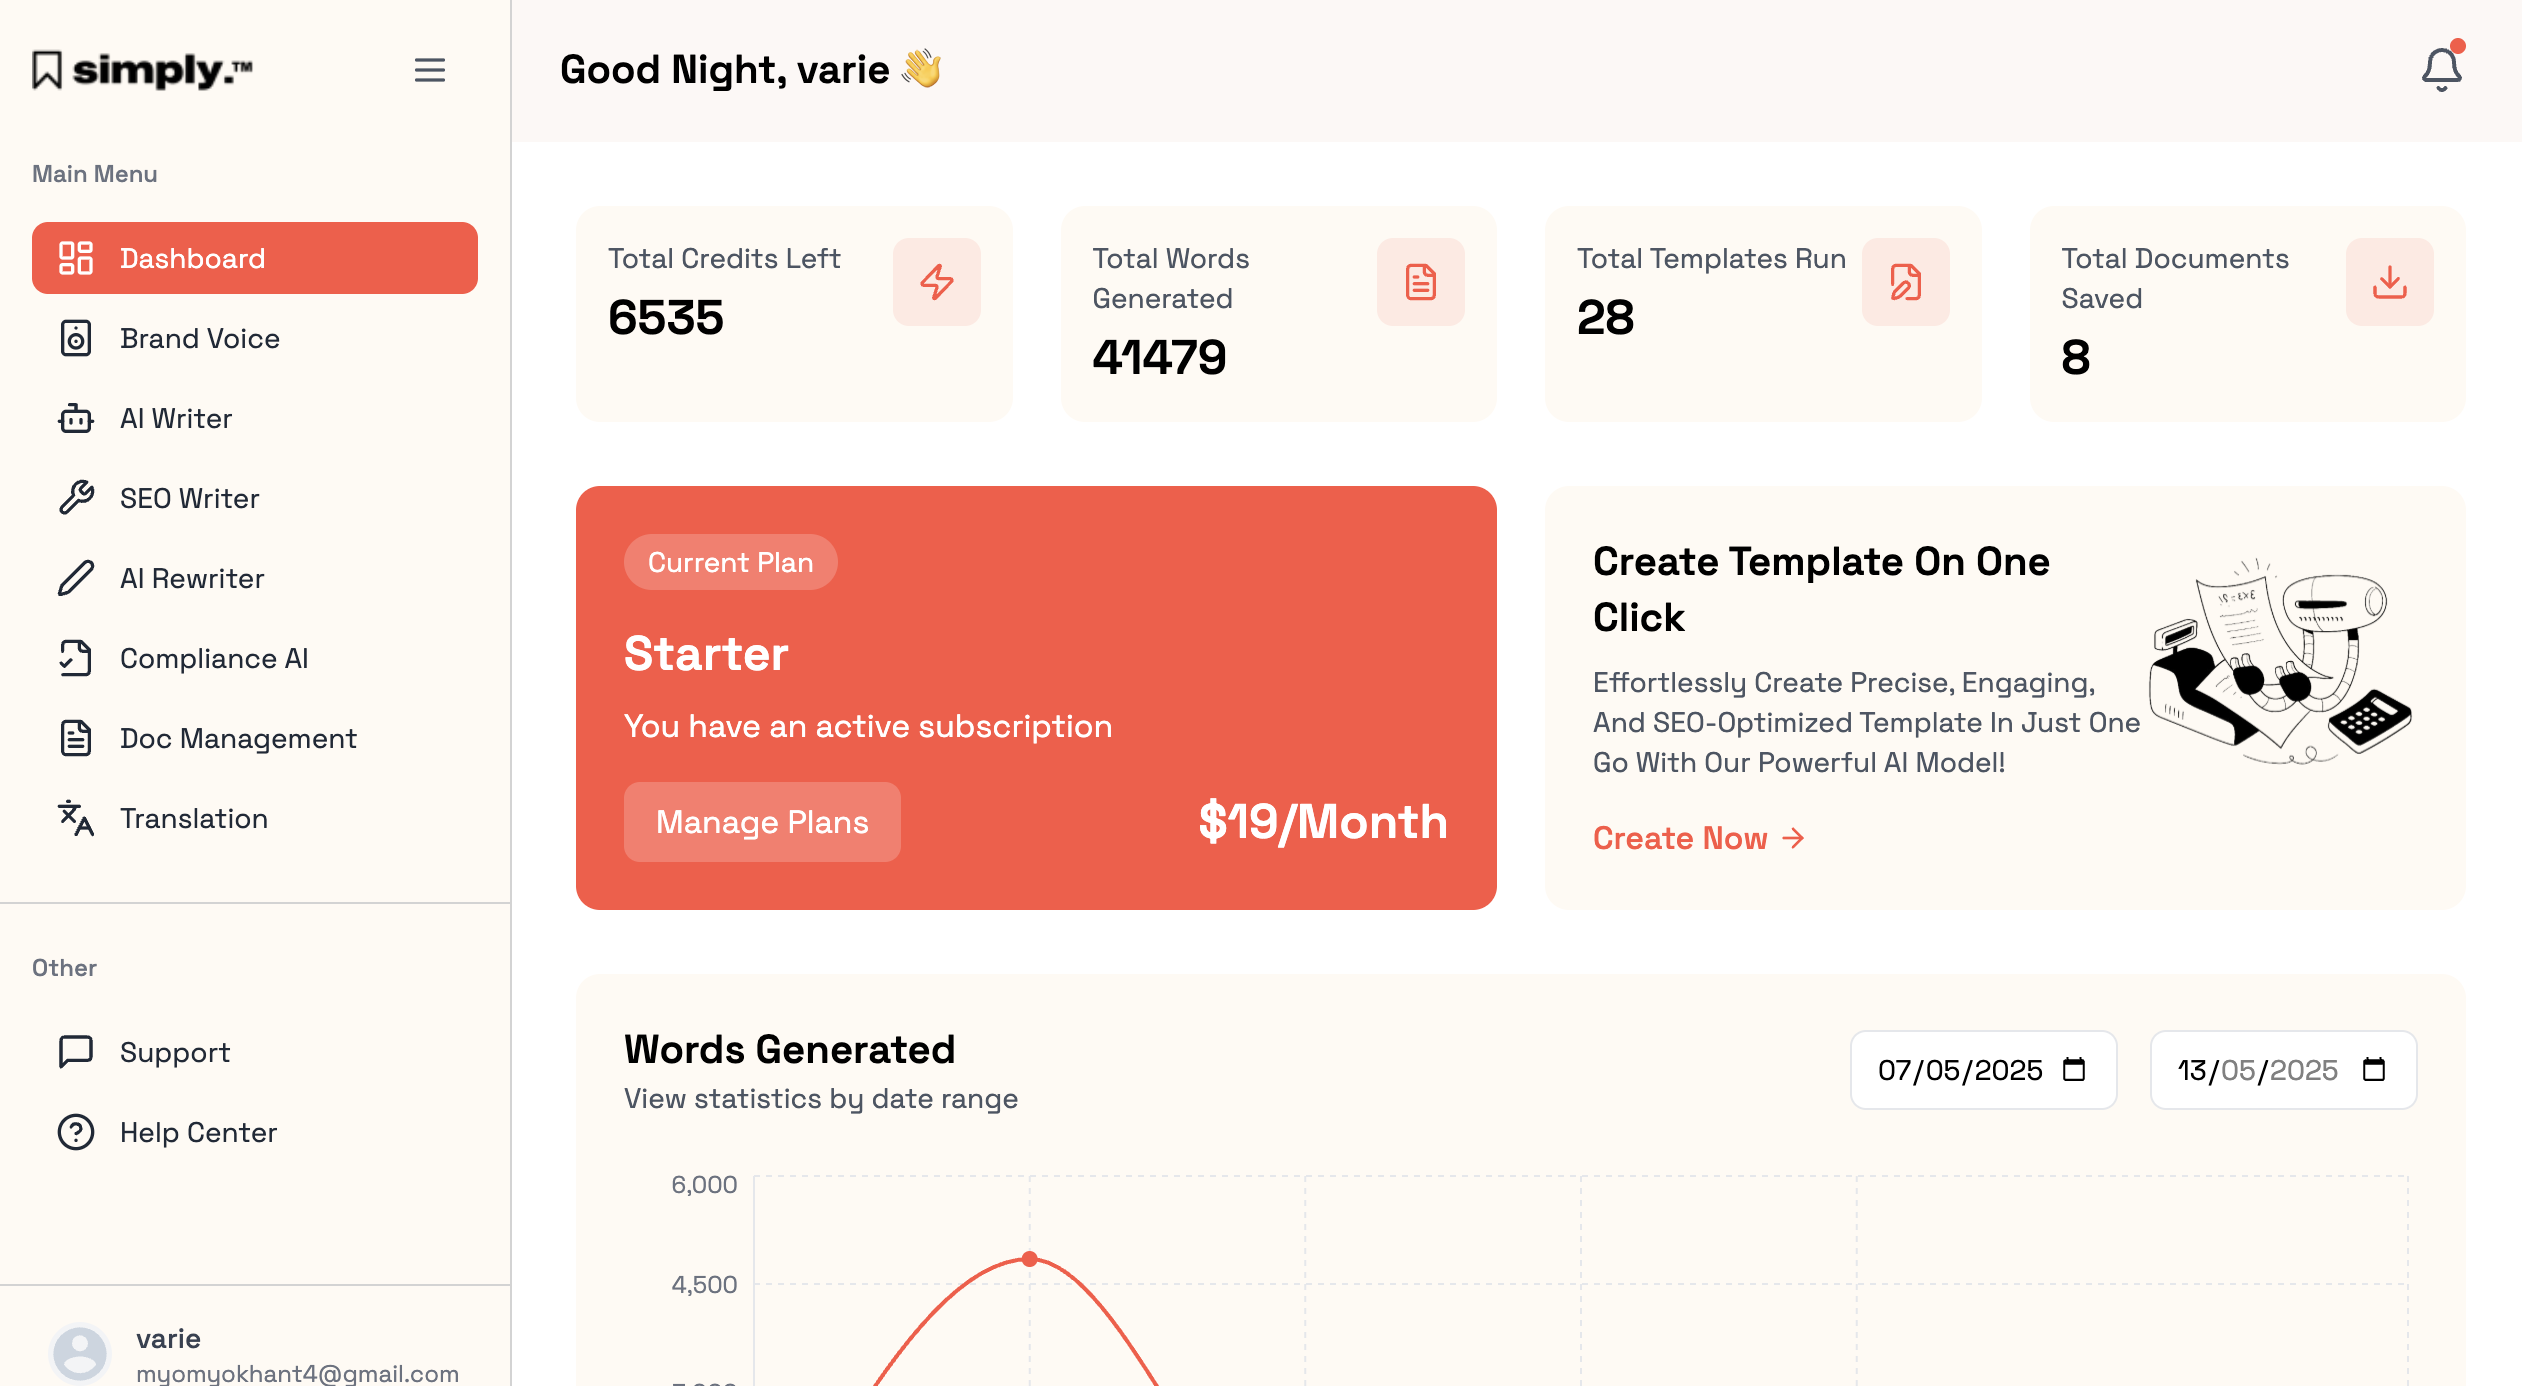 simply.™
Main Menu
Dashboard
Brand Voice
AI Writer
SEO Writer
AI Rewriter
Compliance AI
Doc Management
Translation
Other
Support
Help Center
varie
myomyokhant4@gmail.com
Good Night, varie 👋
Total Credits Left
6535
Total Words
Generated
41479
Total Templates Run
28
Total Documents
Saved
8
Current Plan
Starter
You have an active subscription
Manage Plans
$19/Month
Create Template On One
Click
Effortlessly Create Precise, Engaging,
And SEO-Optimized Template In Just One
Go With Our Powerful AI Model!
Create Now →
Words Generated
View statistics by date range
07/05/2025
13/05/2025
6,000
4,500